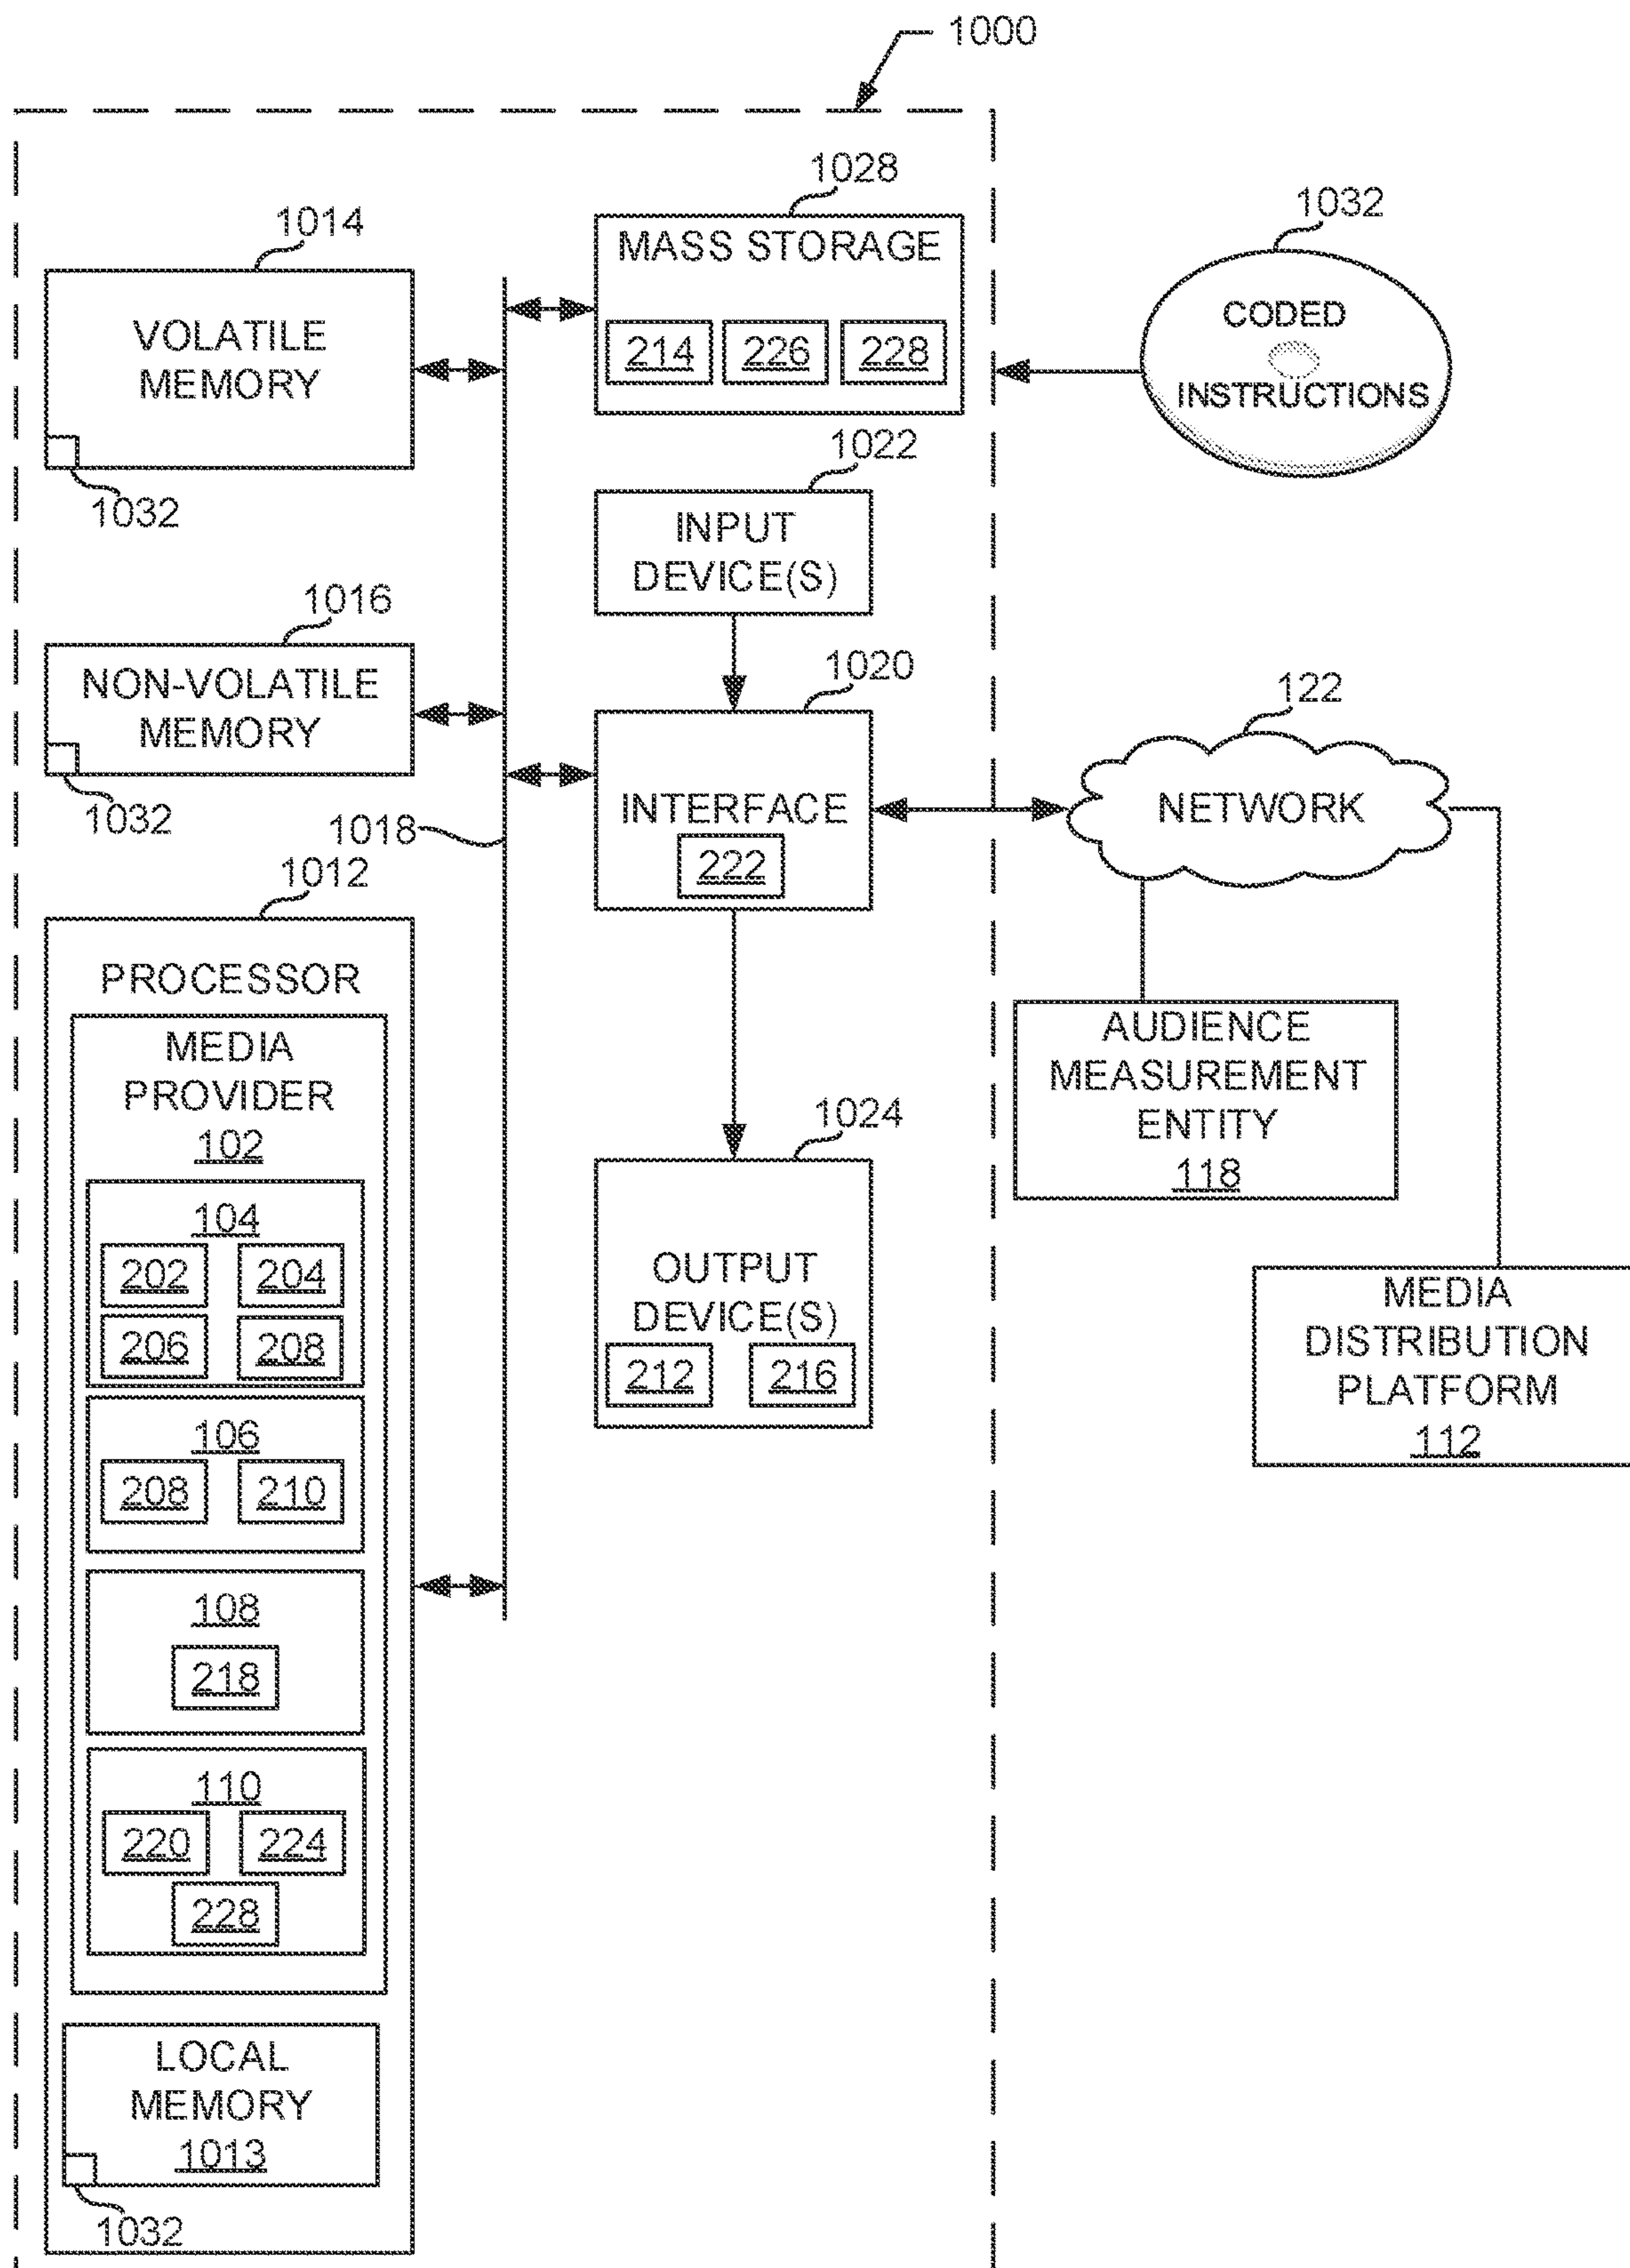 1000
1014
VOLATILE
MEMORY
1032
1016
NON-VOLATILE
MEMORY
1032
1018
1012
PROCESSOR
MEDIA
PROVIDER
102
104
202 204
206 208
106
208 210
108
218
110
220 224
228
LOCAL
MEMORY
1013
1032
1028
MASS STORAGE
214 226 228
1022
INPUT
DEVICE(S)
1020
INTERFACE
222
1024
OUTPUT
DEVICE(S)
212 216
1032
CODED
INSTRUCTIONS
122
NETWORK
AUDIENCE
MEASUREMENT
ENTITY
118
MEDIA
DISTRIBUTION
PLATFORM
112